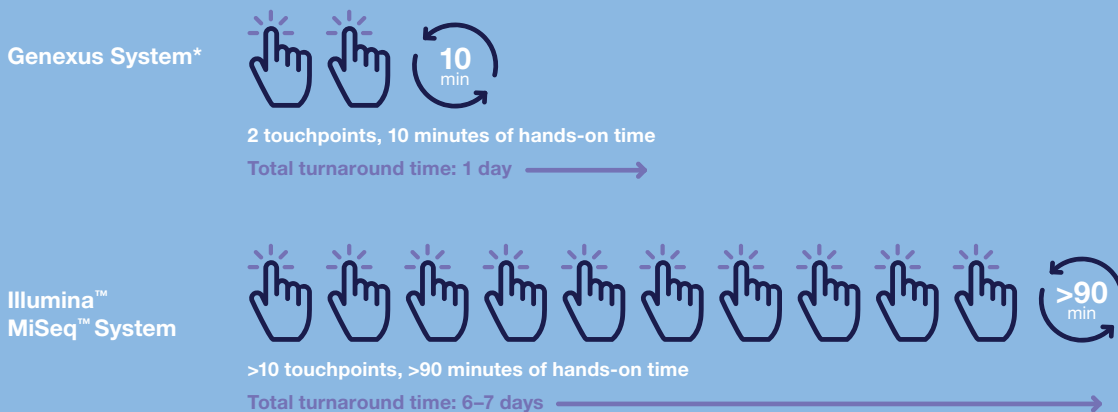 Genexus System*
10
min
2 touchpoints, 10 minutes of hands-on time
Total turnaround time: 1 day
Illumina™
MiSeq™ System
>90
min
>10 touchpoints, >90 minutes of hands-on time
Total turnaround time: 6–7 days